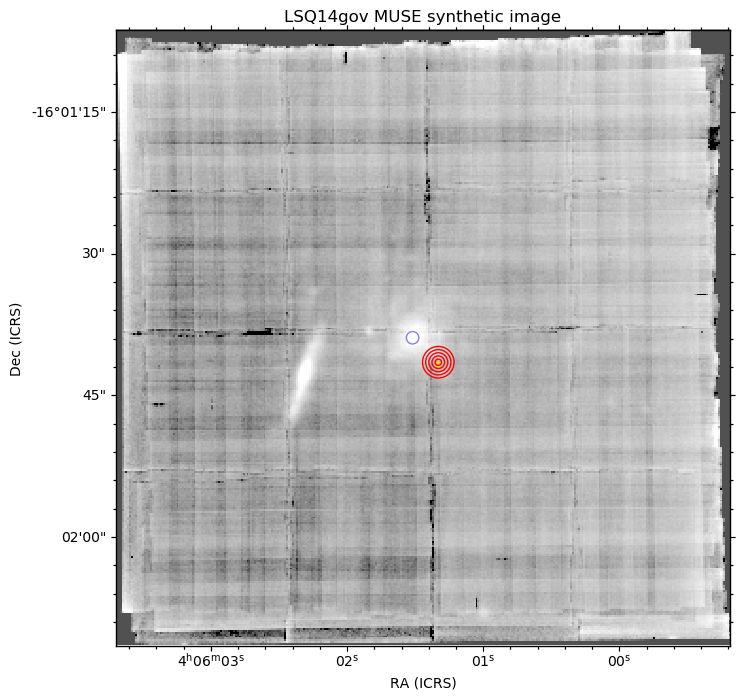 LSQ14gov MUSE synthetic image
-16°01'15"
30"
45"
02'00"
Dec (ICRS)
4ʰ06ᵐ03ˢ 02ˢ 01ˢ 00ˢ
RA (ICRS)